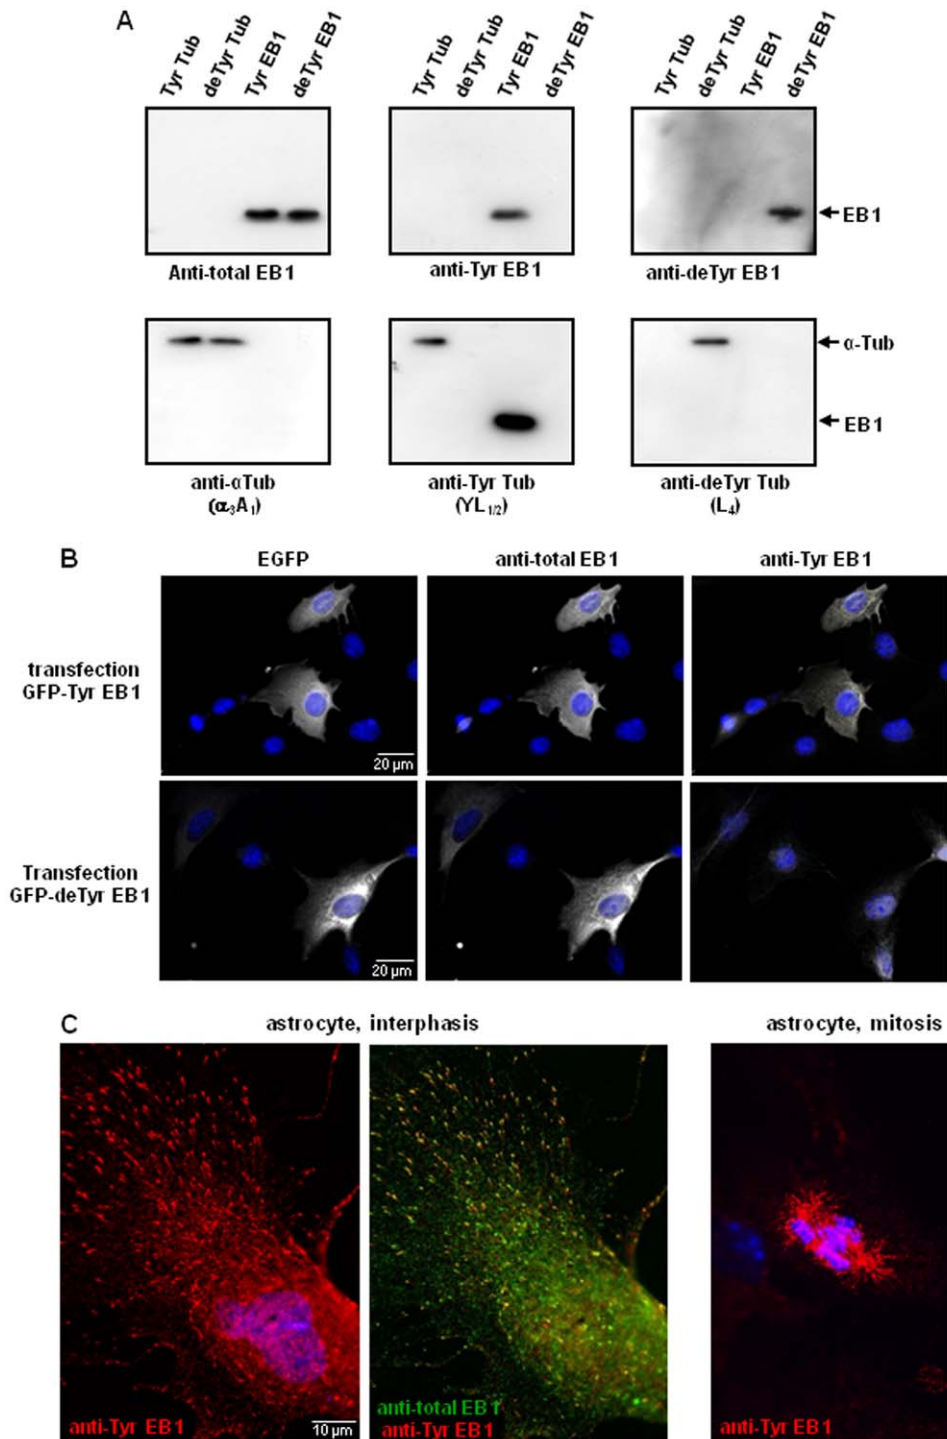 A
Tyr Tub deTyr Tub Tyr EB1 deTyr EB1
Tyr Tub deTyr Tub Tyr EB1 deTyr EB1
Tyr Tub deTyr Tub Tyr EB1 deTyr EB1
EB1
Anti-total EB1
anti-Tyr EB1
anti-deTyr EB1
α-Tub
EB1
anti-αTub
(α₃A₁)
anti-Tyr Tub
(YL₁/₂)
anti-deTyr Tub
(L₄)
B
EGFP
anti-total EB1
anti-Tyr EB1
transfection
GFP-Tyr EB1
20 µm
Transfection
GFP-deTyr EB1
20 µm
C
astrocyte, interphasis
astrocyte, mitosis
anti-Tyr EB1
10 µm
anti-total EB1
anti-Tyr EB1
anti-Tyr EB1